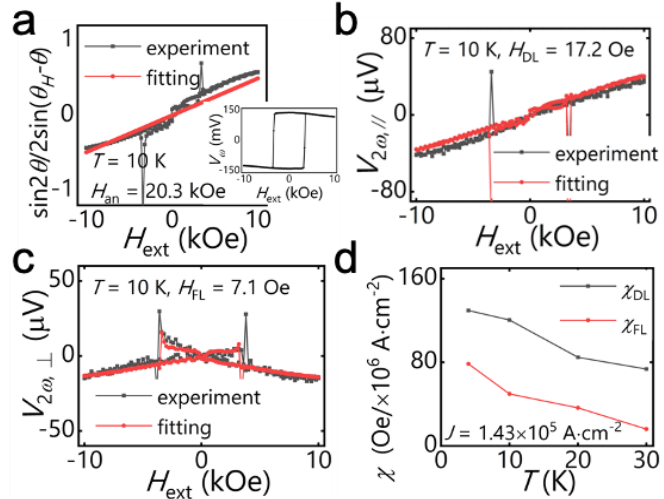 a
sin2θ/2sin(θH-θ)
1
0
-1
experiment
fitting
T = 10 K
Han = 20.3 kOe
-10
0
10
Hext (kOe)
Vω (mV)
150
0
-150
-10
0
10
Hext (kOe)
b
V2ω,// (μV)
80
0
-80
T = 10 K, HDL = 17.2 Oe
experiment
fitting
-10
0
10
Hext (kOe)
c
V2ω,⊥ (μV)
50
0
-50
T = 10 K, HFL = 7.1 Oe
experiment
fitting
-10
0
10
Hext (kOe)
d
χ (Oe/×10⁶ A·cm⁻²)
160
80
0
χDL
χFL
J = 1.43×10⁵ A·cm⁻²
0
10
20
30
T (K)